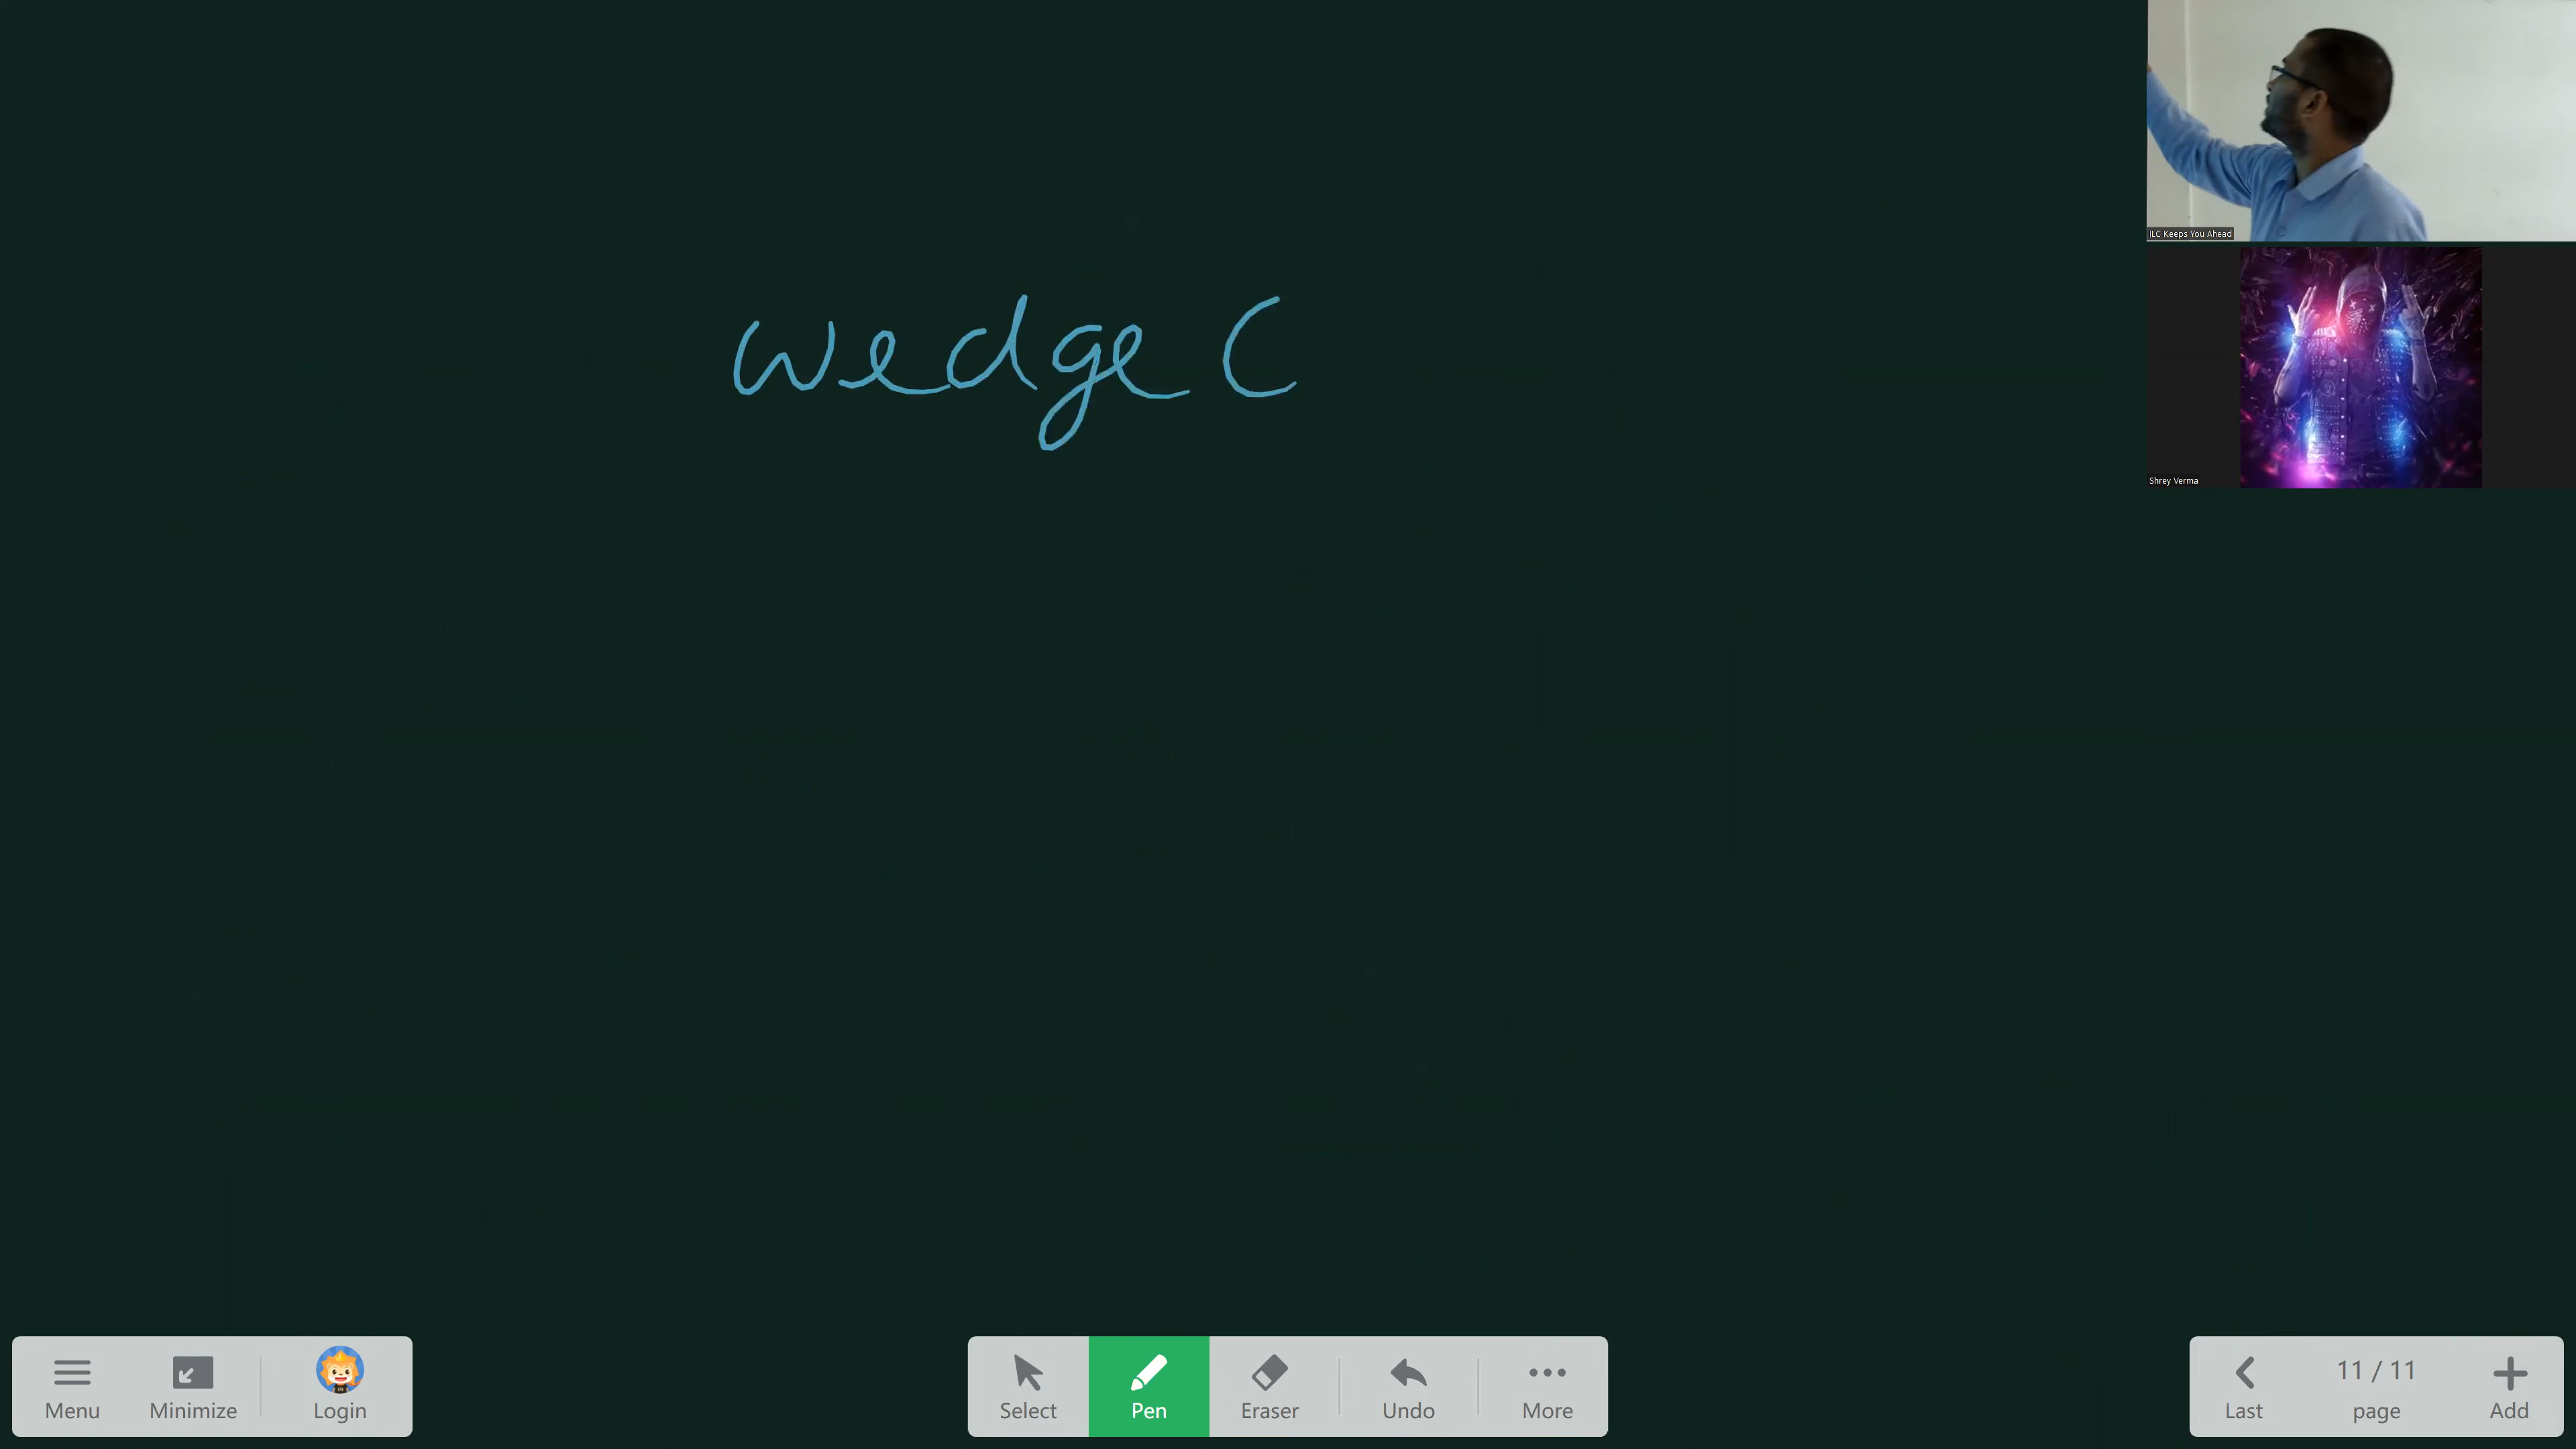 wedge C
ILC Keeps You Ahead
Shrey Verma
Menu Minimize Login Select Pen Eraser Undo More Last 11 / 11 page Add